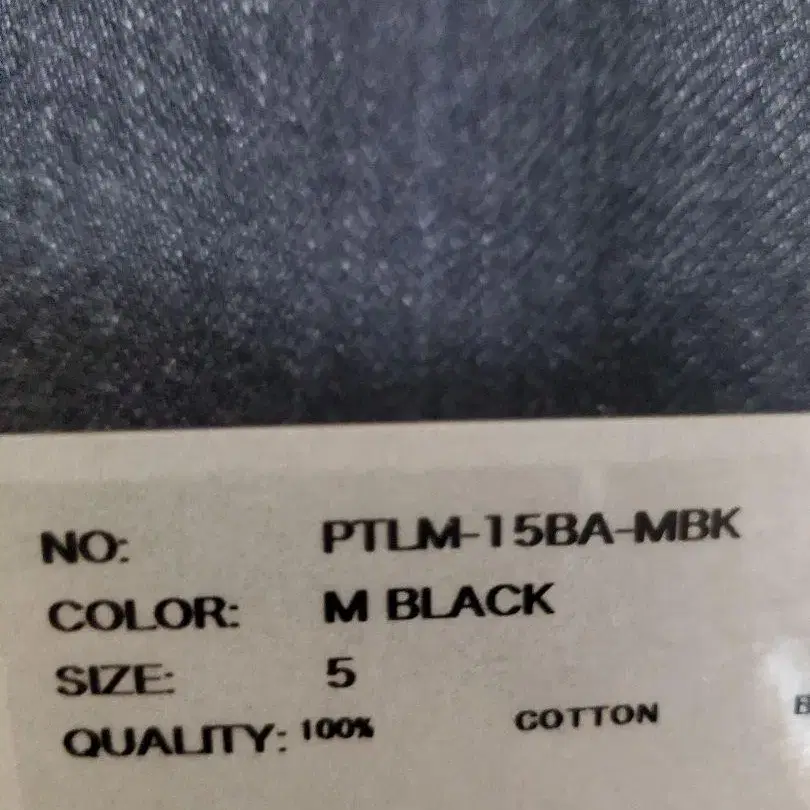 NO: PTLM-15BA-MBK
COLOR: M BLACK
SIZE: 5
QUALITY: 100% COTTON